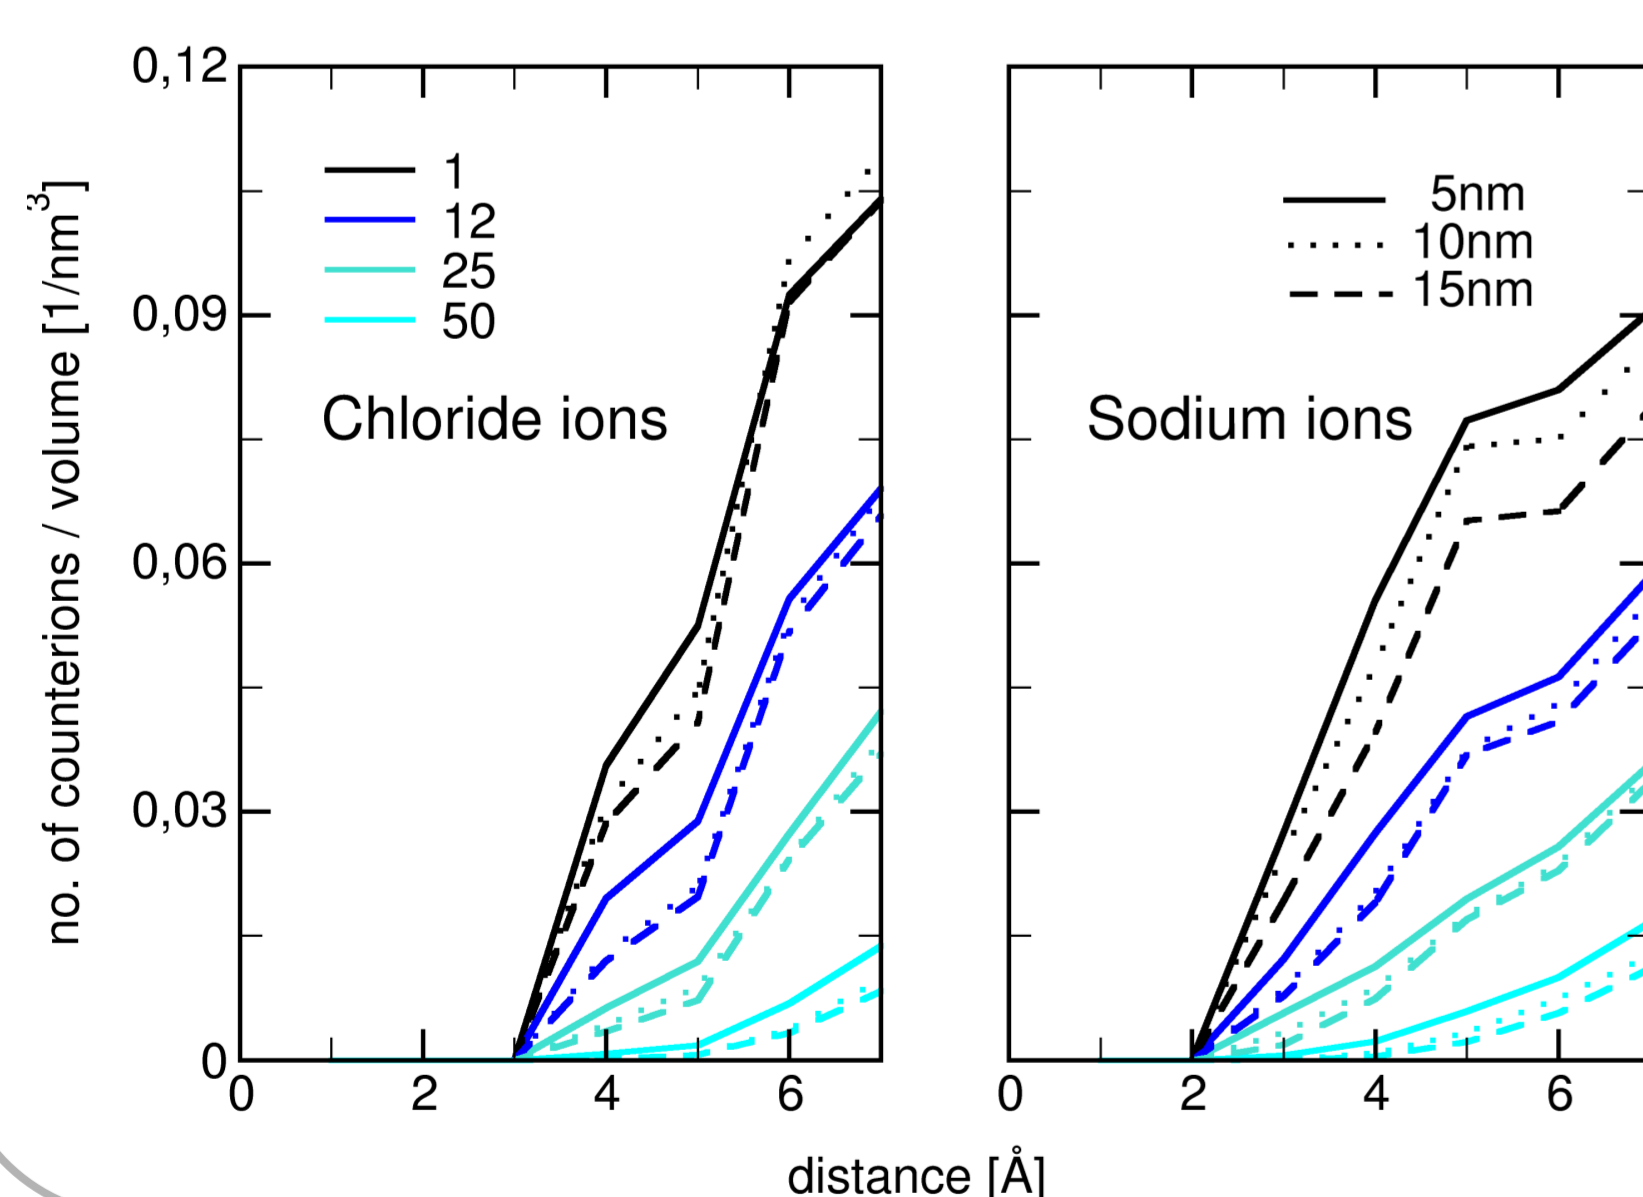 no. of counterions / volume [1/nm³]
0,12
0,09
0,06
0,03
0
1
12
25
50
Chloride ions
0 2 4 6
5nm
10nm
15nm
Sodium ions
0 2 4 6
distance [Å]